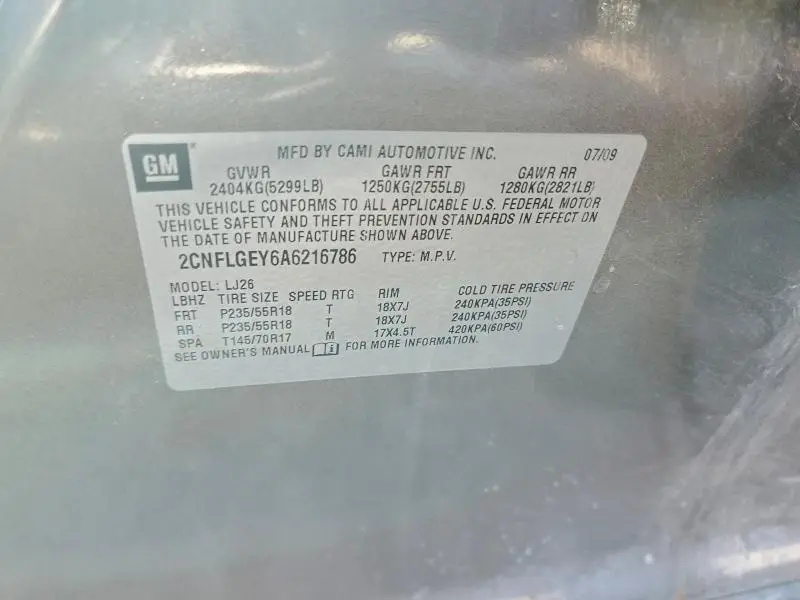 GM
MFD BY CAMI AUTOMOTIVE INC. 07/09
GVWR GAWR FRT GAWR RR
2404KG(5299LB) 1250KG(2755LB) 1280KG(2821LB)
THIS VEHICLE CONFORMS TO ALL APPLICABLE U.S. FEDERAL MOTOR
VEHICLE SAFETY AND THEFT PREVENTION STANDARDS IN EFFECT ON
THE DATE OF MANUFACTURE SHOWN ABOVE.
2CNFLGEY6A6216786 TYPE: M.P.V.
MODEL: LJ26
LBHZ TIRE SIZE SPEED RTG RIM COLD TIRE PRESSURE
FRT P235/55R18 T 18X7J 240KPA(35PSI)
RR P235/55R18 T 18X7J 240KPA(35PSI)
SPA T145/70R17 M 17X4.5T 420KPA(60PSI)
SEE OWNER'S MANUAL i FOR MORE INFORMATION.